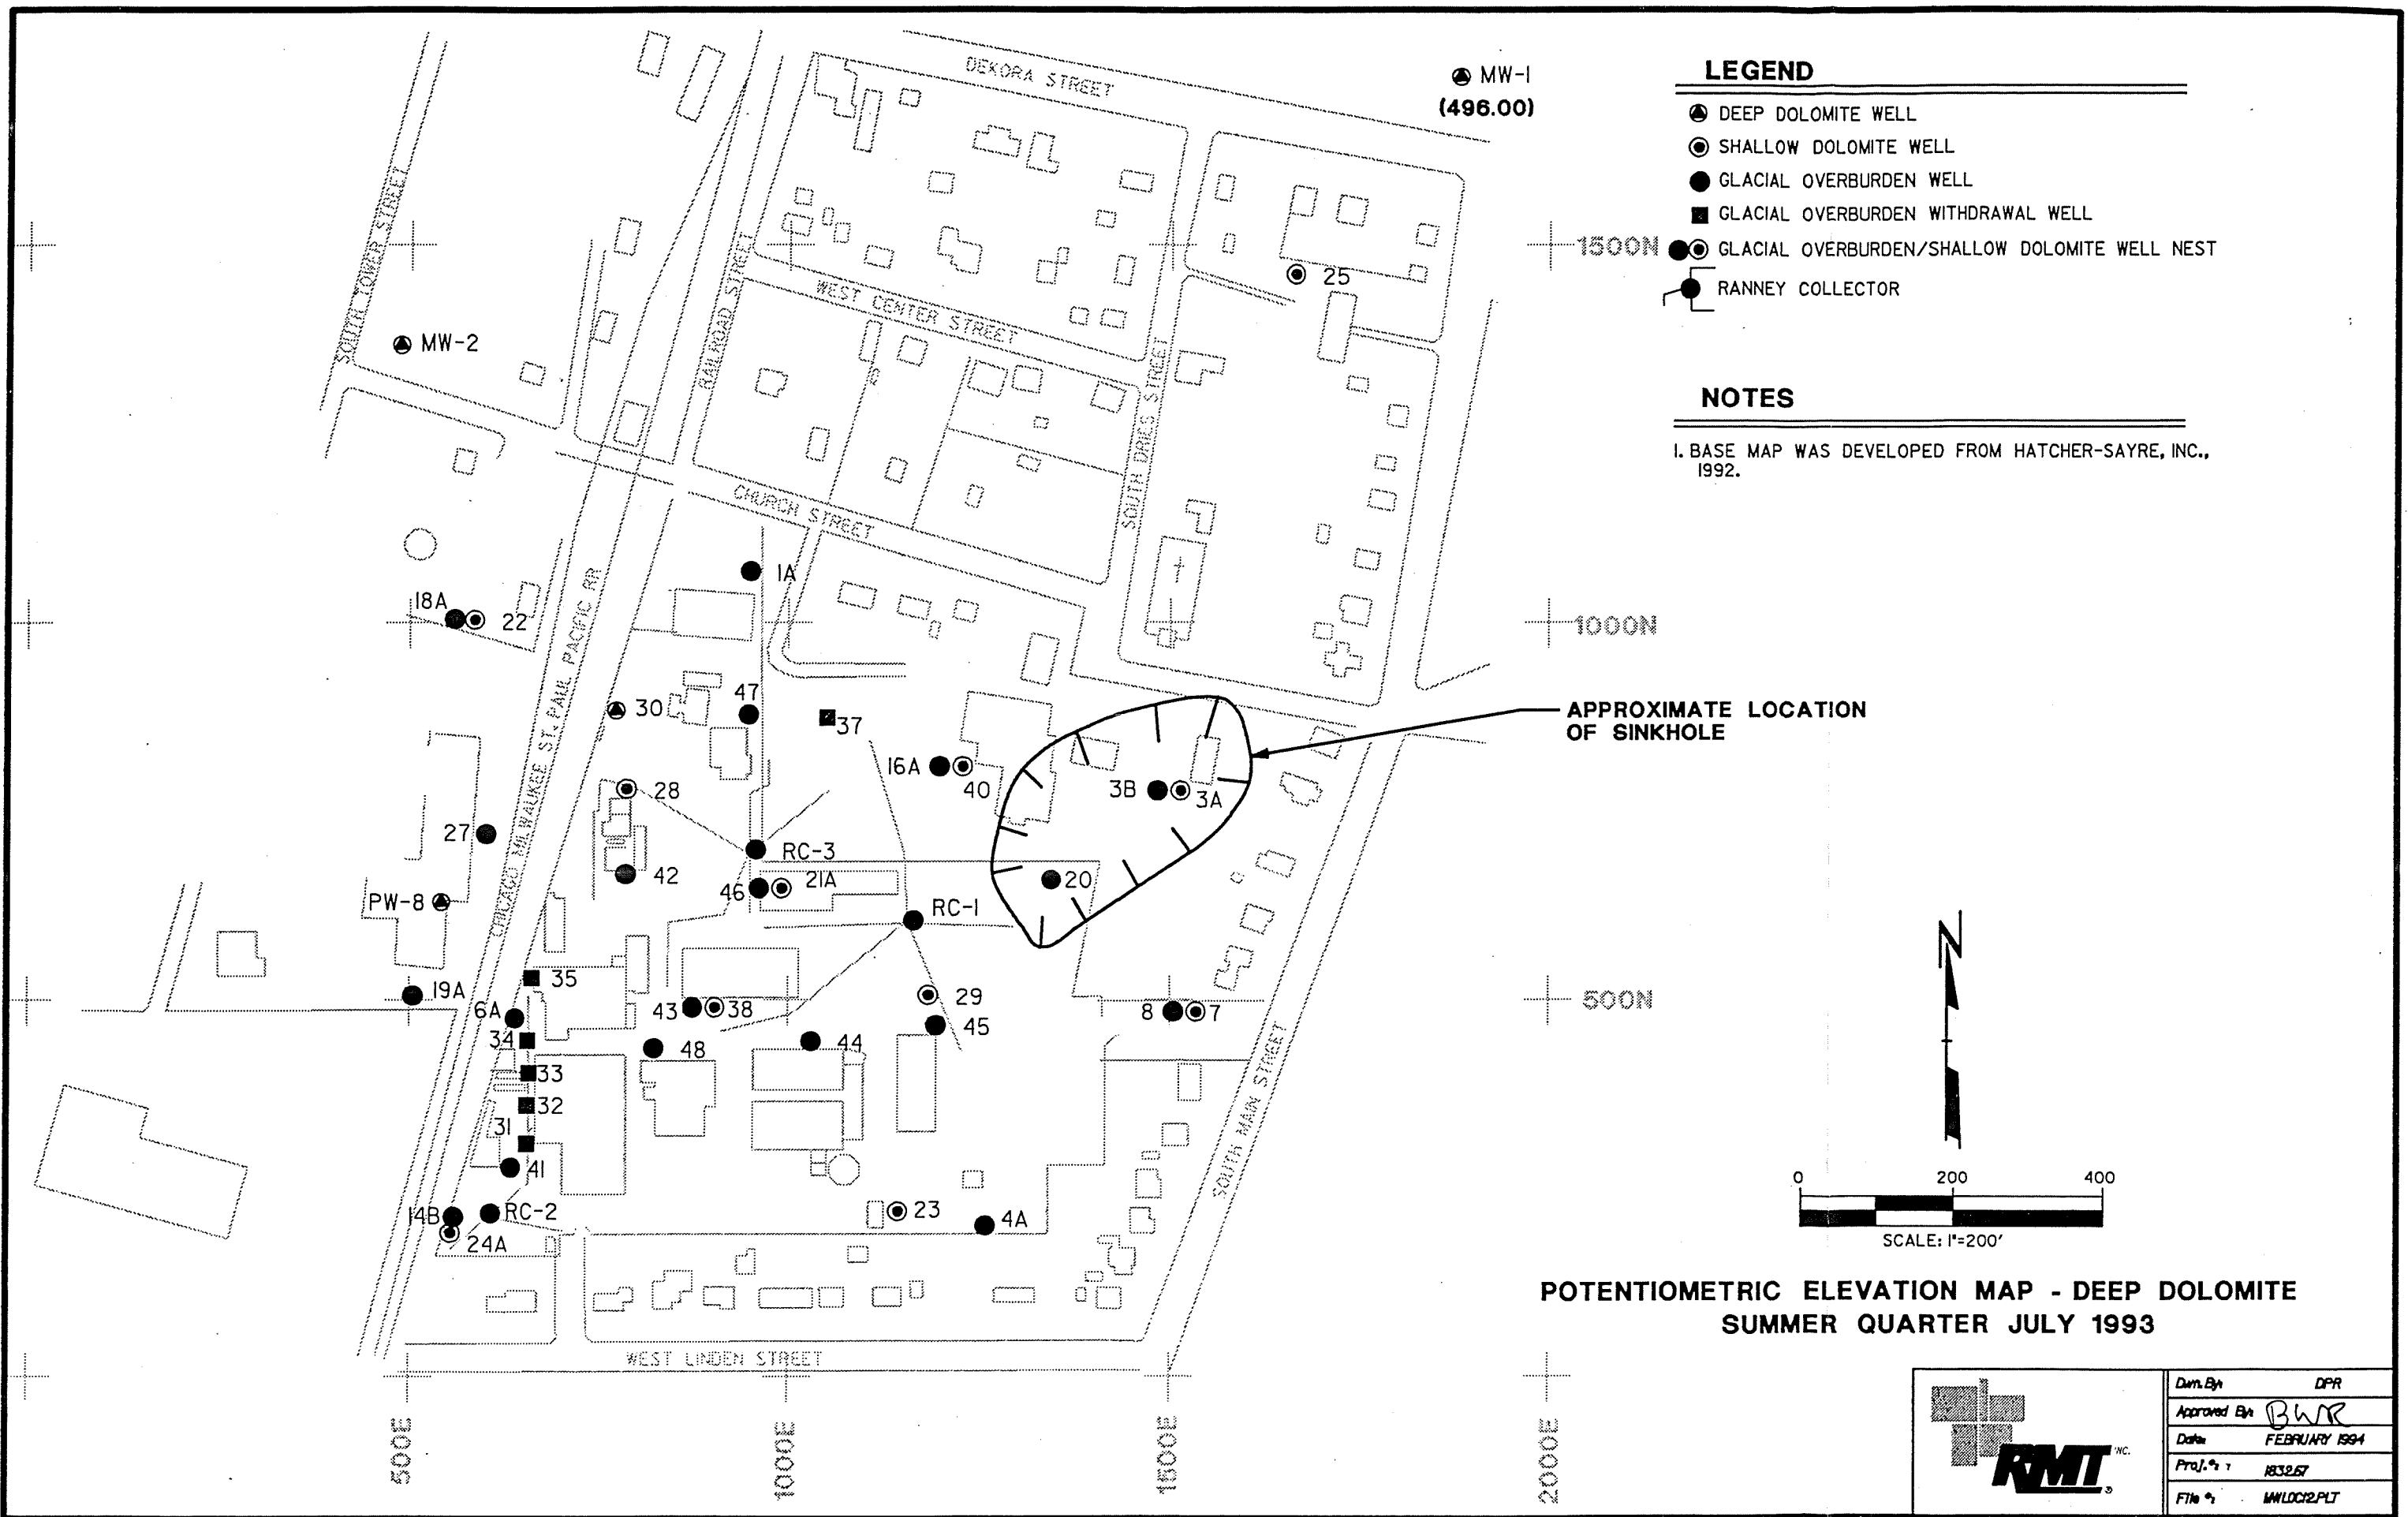 DEKORA STREET
MW-1
(496.00)
LEGEND
DEEP DOLOMITE WELL
SHALLOW DOLOMITE WELL
GLACIAL OVERBURDEN WELL
GLACIAL OVERBURDEN WITHDRAWAL WELL
GLACIAL OVERBURDEN/SHALLOW DOLOMITE WELL NEST
RANNEY COLLECTOR
1500N
25
SOUTH TOWER STREET
RAILROAD STREET
WEST CENTER STREET
MW-2
SOUTH DRIES STREET
NOTES
1. BASE MAP WAS DEVELOPED FROM HATCHER-SAYRE, INC.,
1992.
CHURCH STREET
1A
18A
22
1000N
CHICAGO MILWAUKEE ST. PAUL PACIFIC RR
30
47
37
APPROXIMATE LOCATION
OF SINKHOLE
16A
40
28
3B
3A
27
RC-3
42
46
21A
20
PW-8
RC-1
35
19A
29
500N
6A
43
38
8
7
45
34
48
44
33
32
31
SOUTH MAIN STREET
41
14B
RC-2
24A
23
4A
0
200
400
SCALE: 1"=200'
POTENTIOMETRIC ELEVATION MAP - DEEP DOLOMITE
SUMMER QUARTER JULY 1993
WEST LINDEN STREET
500E
1000E
1500E
2000E
RMT INC.
Dwn. By: DPR
Approved By: BWR
Date: FEBRUARY 1994
Proj. #: 1832.67
File #: MWLOC12.PLT